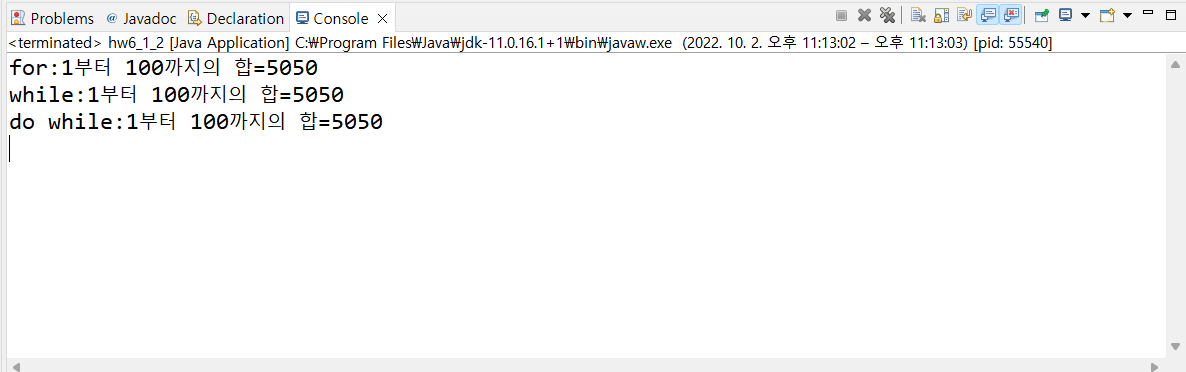 Problems @ Javadoc Declaration Console
<terminated> hw6_1_2 [Java Application] C:₩Program Files₩Java₩jdk-11.0.16.1+1₩bin₩javaw.exe (2022. 10. 2. 오후 11:13:02 – 오후 11:13:03) [pid: 55540]
for:1부터 100까지의 합=5050
while:1부터 100까지의 합=5050
do while:1부터 100까지의 합=5050